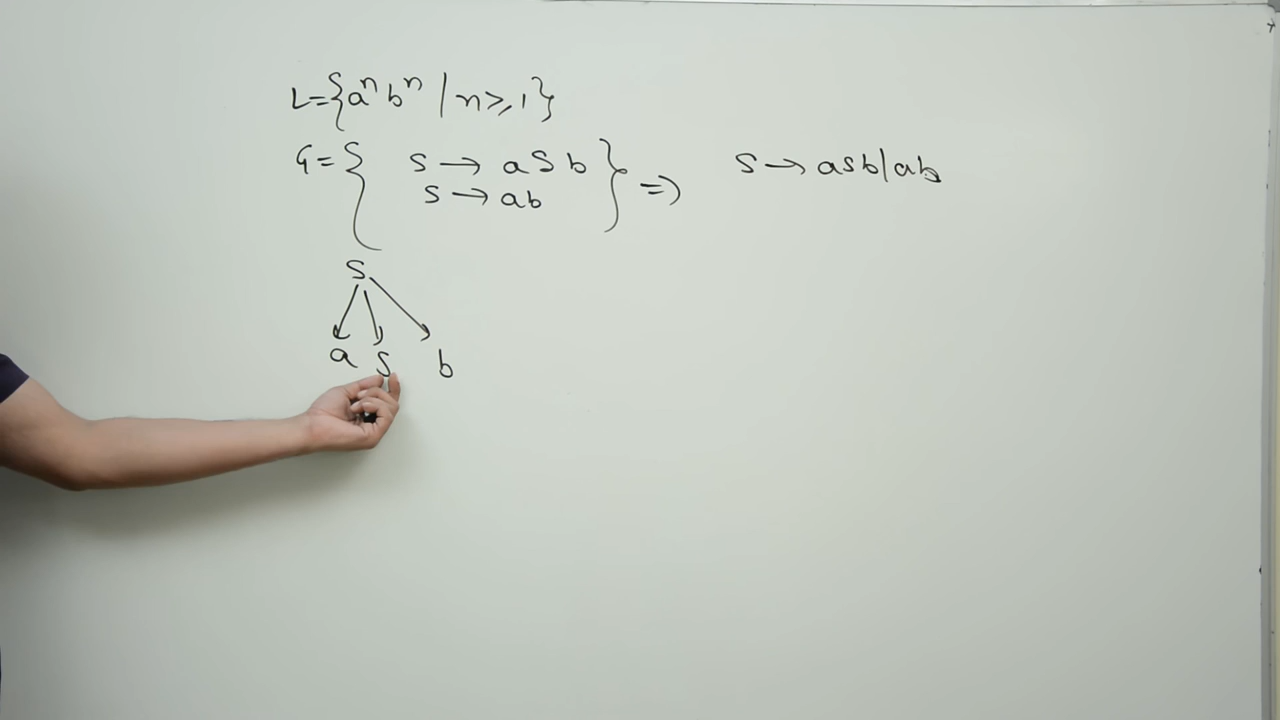 L={aⁿbⁿ | n≥1}
G={ S → aSb
S → ab } ⇒ S → asb|ab
S
a S b